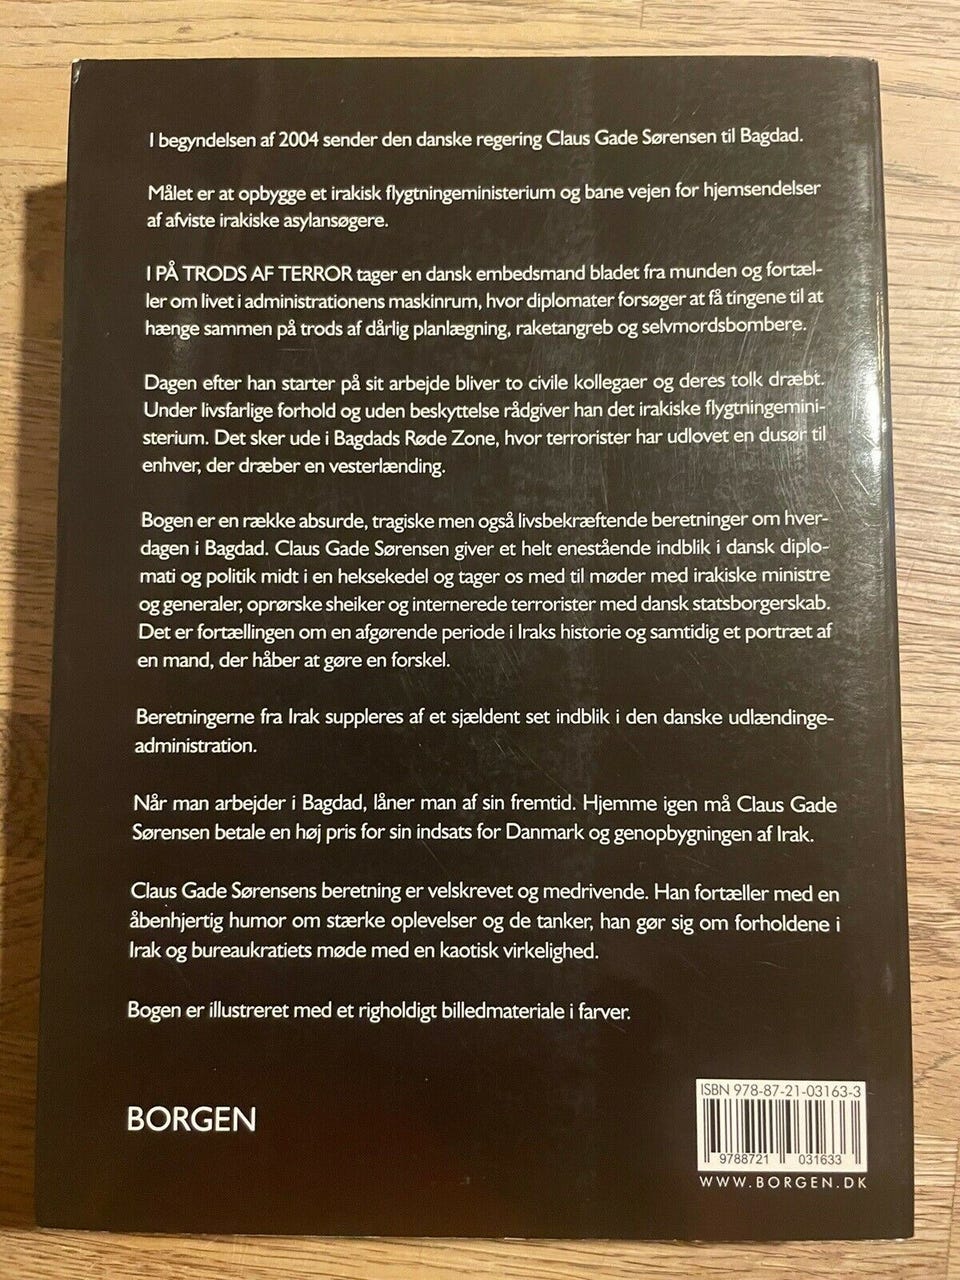 I begyndelsen af 2004 sender den danske regering Claus Gade Sørensen til Bagdad.
Målet er at opbygge et irakisk flygtningeministerium og bane vejen for hjemsendelser
af afviste irakiske asylansøgere.
I PÅ TRODS AF TERROR tager en dansk embedsmand bladet fra munden og fortæl-
ler om livet i administrationens maskinrum, hvor diplomater forsøger at få tingene til at
hænge sammen på trods af dårlig planlægning, raketangreb og selvmordsbombere.
Dagen efter han starter på sit arbejde bliver to civile kollegaer og deres tolk dræbt.
Under livsfarlige forhold og uden beskyttelse rådgiver han det irakiske flygtningemini-
sterium. Det sker ude i Bagdads Røde Zone, hvor terrorister har udlovet en dusør til
enhver, der dræber en vesterlænding.
Bogen er en række absurde, tragiske men også livsbekræftende beretninger om hver-
dagen i Bagdad. Claus Gade Sørensen giver et helt enestående indblik i dansk diplo-
mati og politik midt i en heksekedel og tager os med til møder med irakiske ministre
og generaler, oprørske sheiker og internerede terrorister med dansk statsborgerskab.
Det er fortællingen om en afgørende periode i Iraks historie og samtidig et portræt af
en mand, der håber at gøre en forskel.
Beretningerne fra Irak suppleres af et sjældent set indblik i den danske udlændinge-
administration.
Når man arbejder i Bagdad, låner man af sin fremtid. Hjemme igen må Claus Gade
Sørensen betale en høj pris for sin indsats for Danmark og genopbygningen af Irak.
Claus Gade Sørensens beretning er velskrevet og medrivende. Han fortæller med en
åbenhjertig humor om stærke oplevelser og de tanker, han gør sig om forholdene i
Irak og bureaukratiets møde med en kaotisk virkelighed.
Bogen er illustreret med et righoldigt billedmateriale i farver.
BORGEN
ISBN 978-87-21-03163-3
9788721 031633
WWW.BORGEN.DK